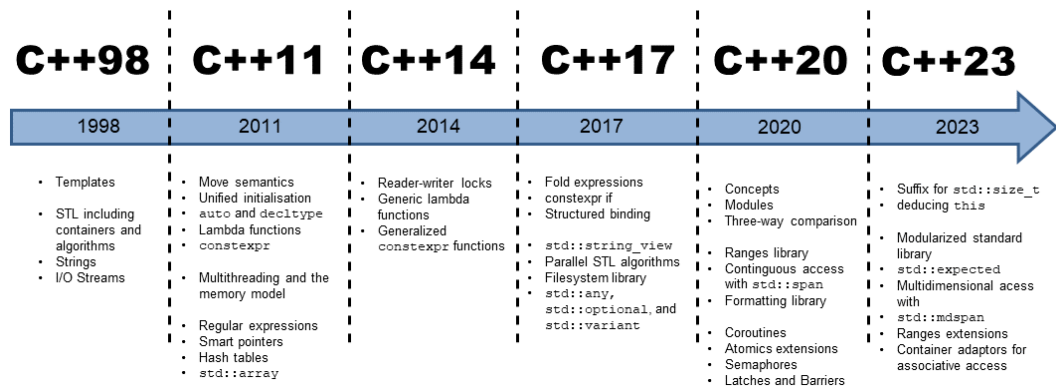 C++98
C++11
C++14
C++17
C++20
C++23
1998
2011
2014
2017
2020
2023
• Templates
• STL including
containers and
algorithms
• Strings
• I/O Streams
• Move semantics
• Unified initialisation
• auto and decltype
• Lambda functions
• constexpr
• Multithreading and the
memory model
• Regular expressions
• Smart pointers
• Hash tables
• std::array
• Reader-writer locks
• Generic lambda
functions
• Generalized
constexpr functions
• Fold expressions
• constexpr if
• Structured binding
• std::string_view
• Parallel STL algorithms
• Filesystem library
• std::any,
std::optional, and
std::variant
• Concepts
• Modules
• Three-way comparison
• Ranges library
• Continguous access
with std::span
• Formatting library
• Coroutines
• Atomics extensions
• Semaphores
• Latches and Barriers
• Suffix for std::size_t
• deducing this
• Modularized standard
library
• std::expected
• Multidimensional acess
with
• std::mdspan
• Ranges extensions
• Container adaptors for
associative access